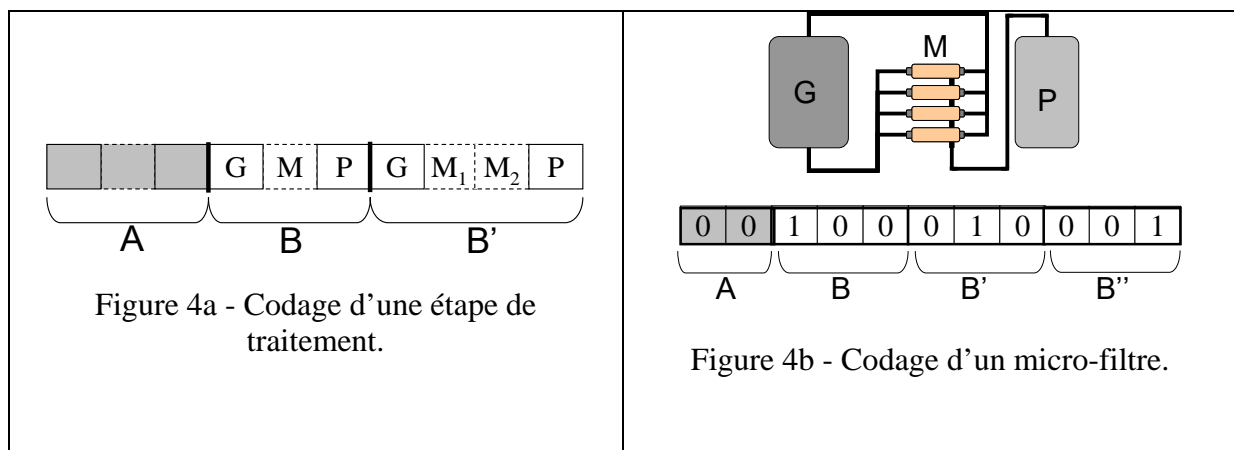 G M P G M₁ M₂ P
A B B’
Figure 4a - Codage d’une étape de
traitement.
M
G P
0 0 1 0 0 0 1 0 0 0 1
A B B’ B’’
Figure 4b - Codage d’un micro-filtre.